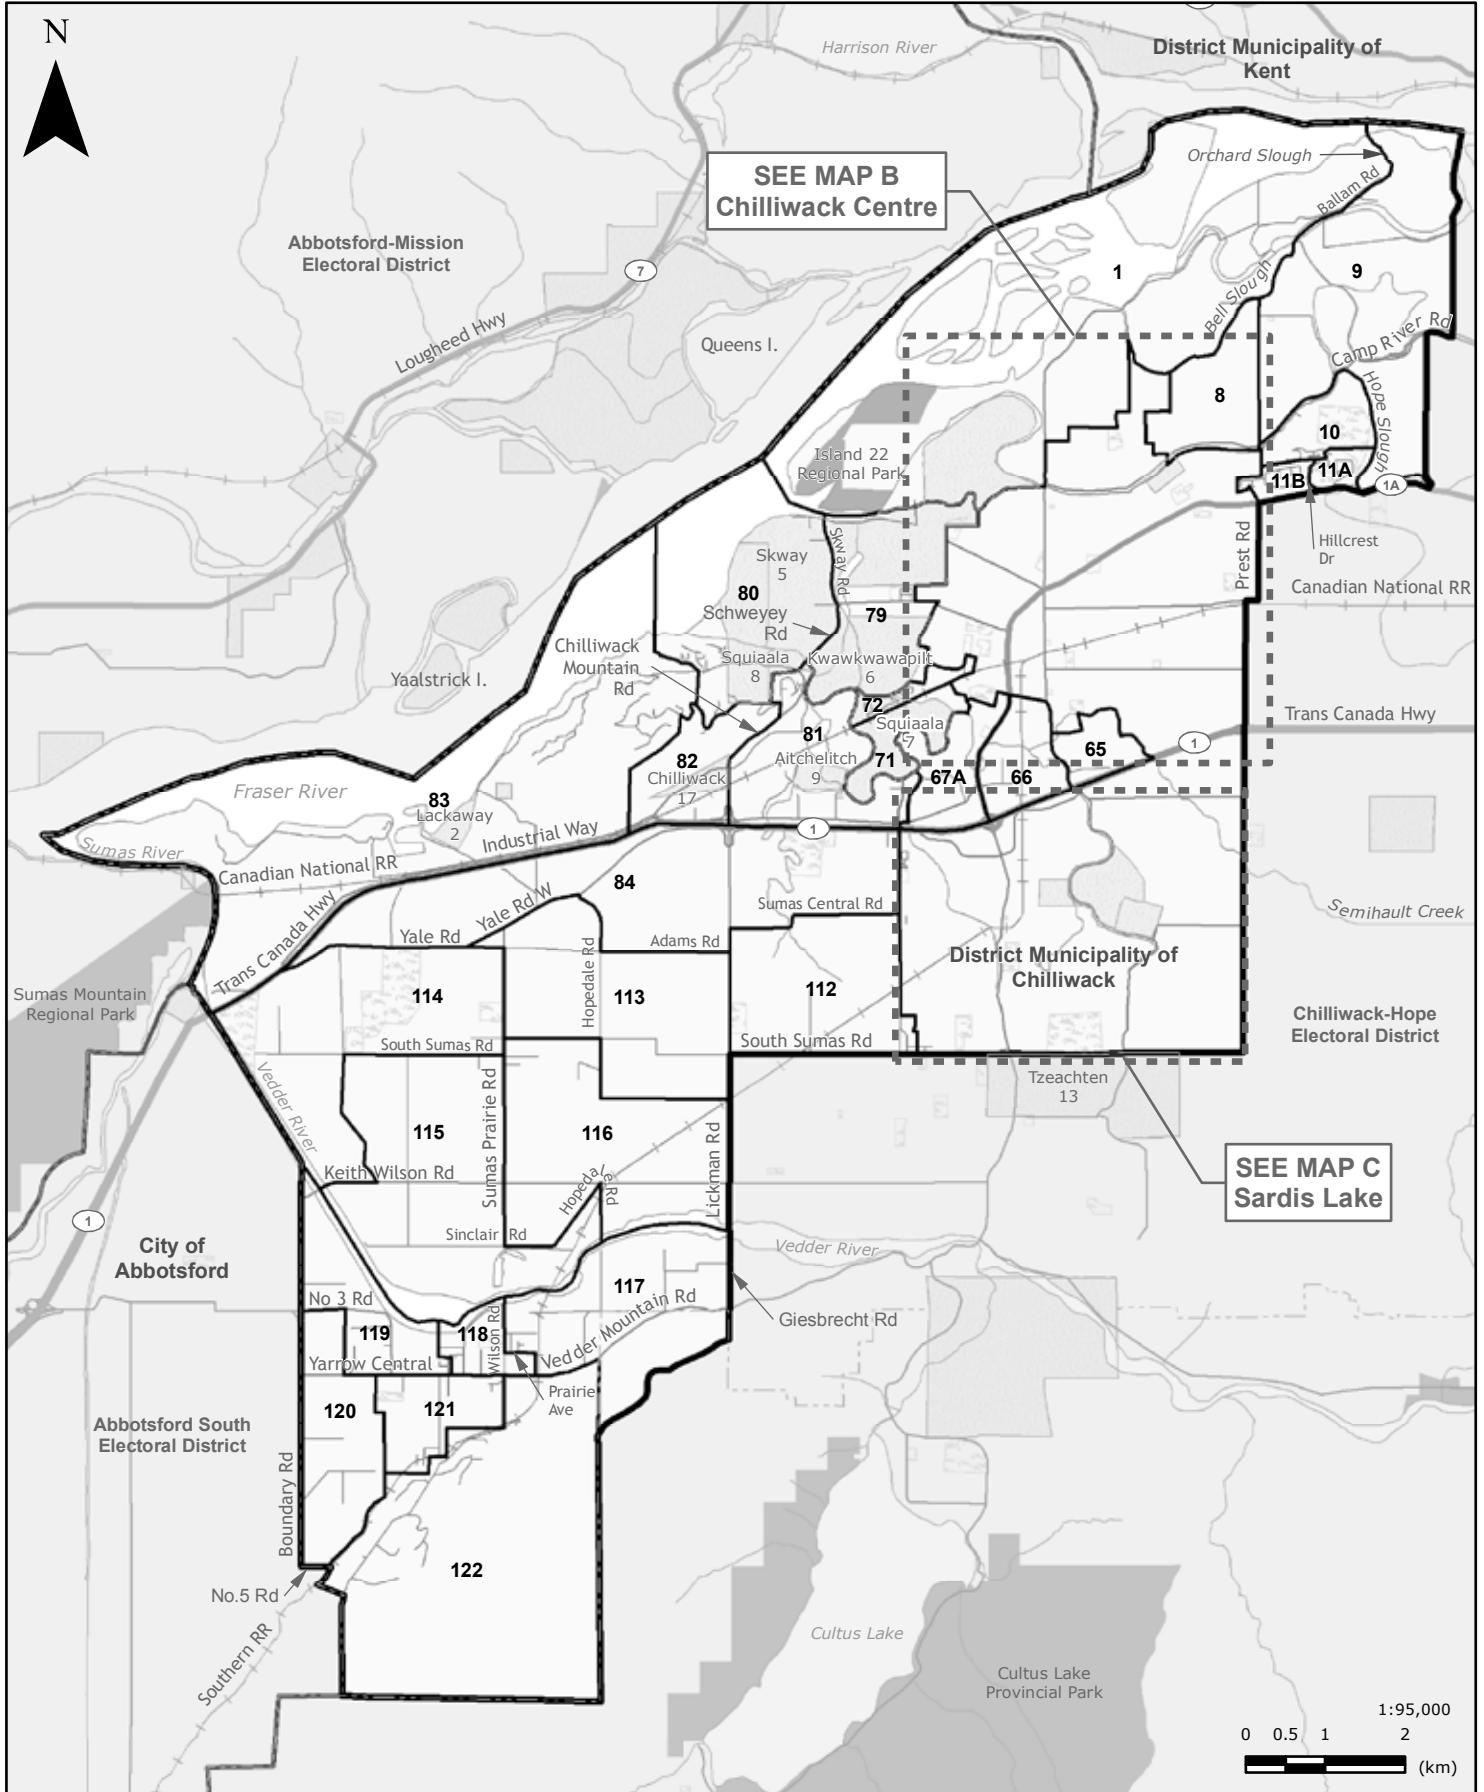 N
Harrison River
District Municipality of
Kent
SEE MAP B
Chilliwack Centre
Orchard Slough
Ballam Rd
Abbotsford-Mission
Electoral District
7
1
9
Bell Slough
Lougheed Hwy
Queens I.
Camp River Rd
8
Hope Slough
10
Island 22
Regional Park
11B
11A
1A
Skway
5
Skway Rd
Hillcrest
Dr
Prest Rd
80
Canadian National RR
Schweyey
Rd
79
Chilliwack
Mountain
Rd
Squiaala
8
Kwawkwawapilt
6
Yaalstrick I.
72
Squiaala
7
Trans Canada Hwy
81
1
65
82
Aitchelitch
9
71
Chilliwack
17
67A
66
Fraser River
83
Lackaway
2
Industrial Way
1
Sumas River
Canadian National RR
84
Yale Rd W
Sumas Central Rd
Semihault Creek
Trans Canada Hwy
Yale Rd
Adams Rd
Hopedale Rd
District Municipality of
Chilliwack
Sumas Mountain
Regional Park
114
113
112
Chilliwack-Hope
Electoral District
South Sumas Rd
South Sumas Rd
Vedder River
Tzeachten
13
115
Sumas Prairie Rd
116
Lickman Rd
Keith Wilson Rd
Hopedale Rd
SEE MAP C
Sardis Lake
1
Sinclair Rd
City of
Abbotsford
Vedder River
117
No 3 Rd
Vedder Mountain Rd
Giesbrecht Rd
119
118
Wilson Rd
Yarrow Central
Prairie
Ave
120
121
Abbotsford South
Electoral District
Boundary Rd
122
No.5 Rd
Southern RR
Cultus Lake
Cultus Lake
Provincial Park
1:95,000
0 0.5 1 2
(km)